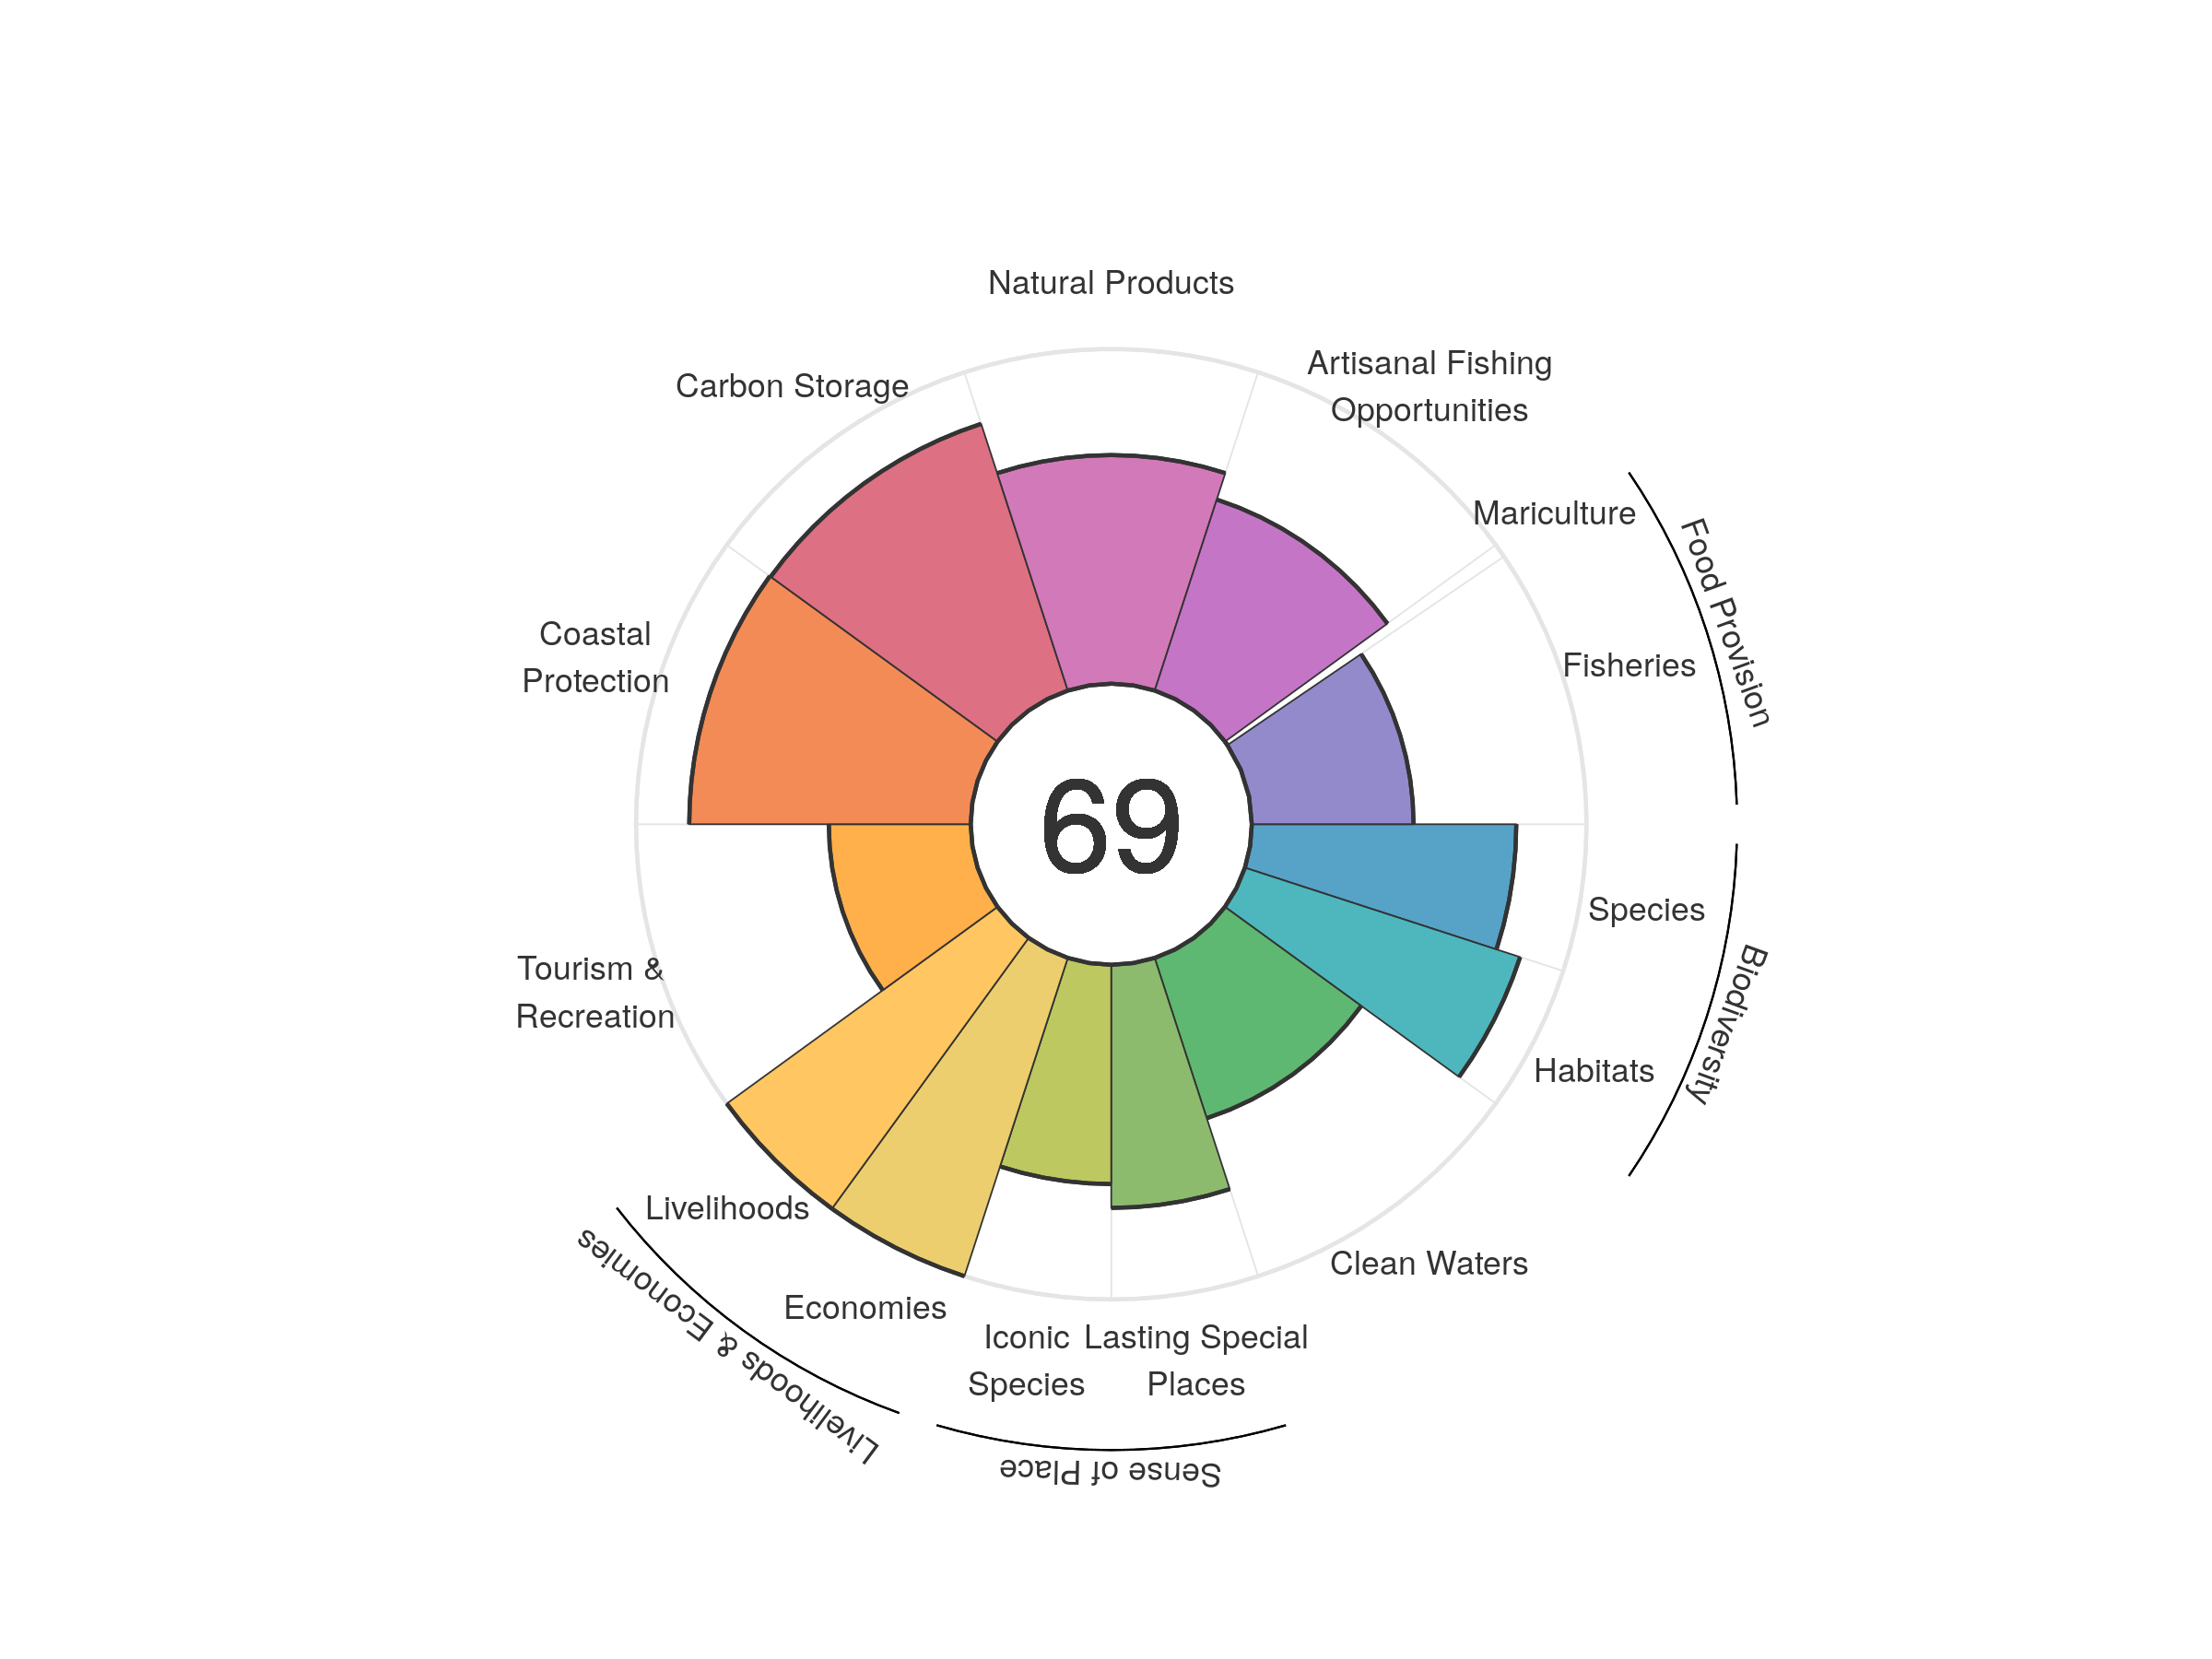 Natural Products
Artisanal Fishing
Opportunities
Carbon Storage
Mariculture
Food Provision
Coastal
Protection
Fisheries
69
Species
Tourism &
Recreation
Biodiversity
Habitats
Livelihoods
Clean Waters
Economies
Iconic
Species
Lasting Special
Places
Livelihoods & Economies
Sense of Place